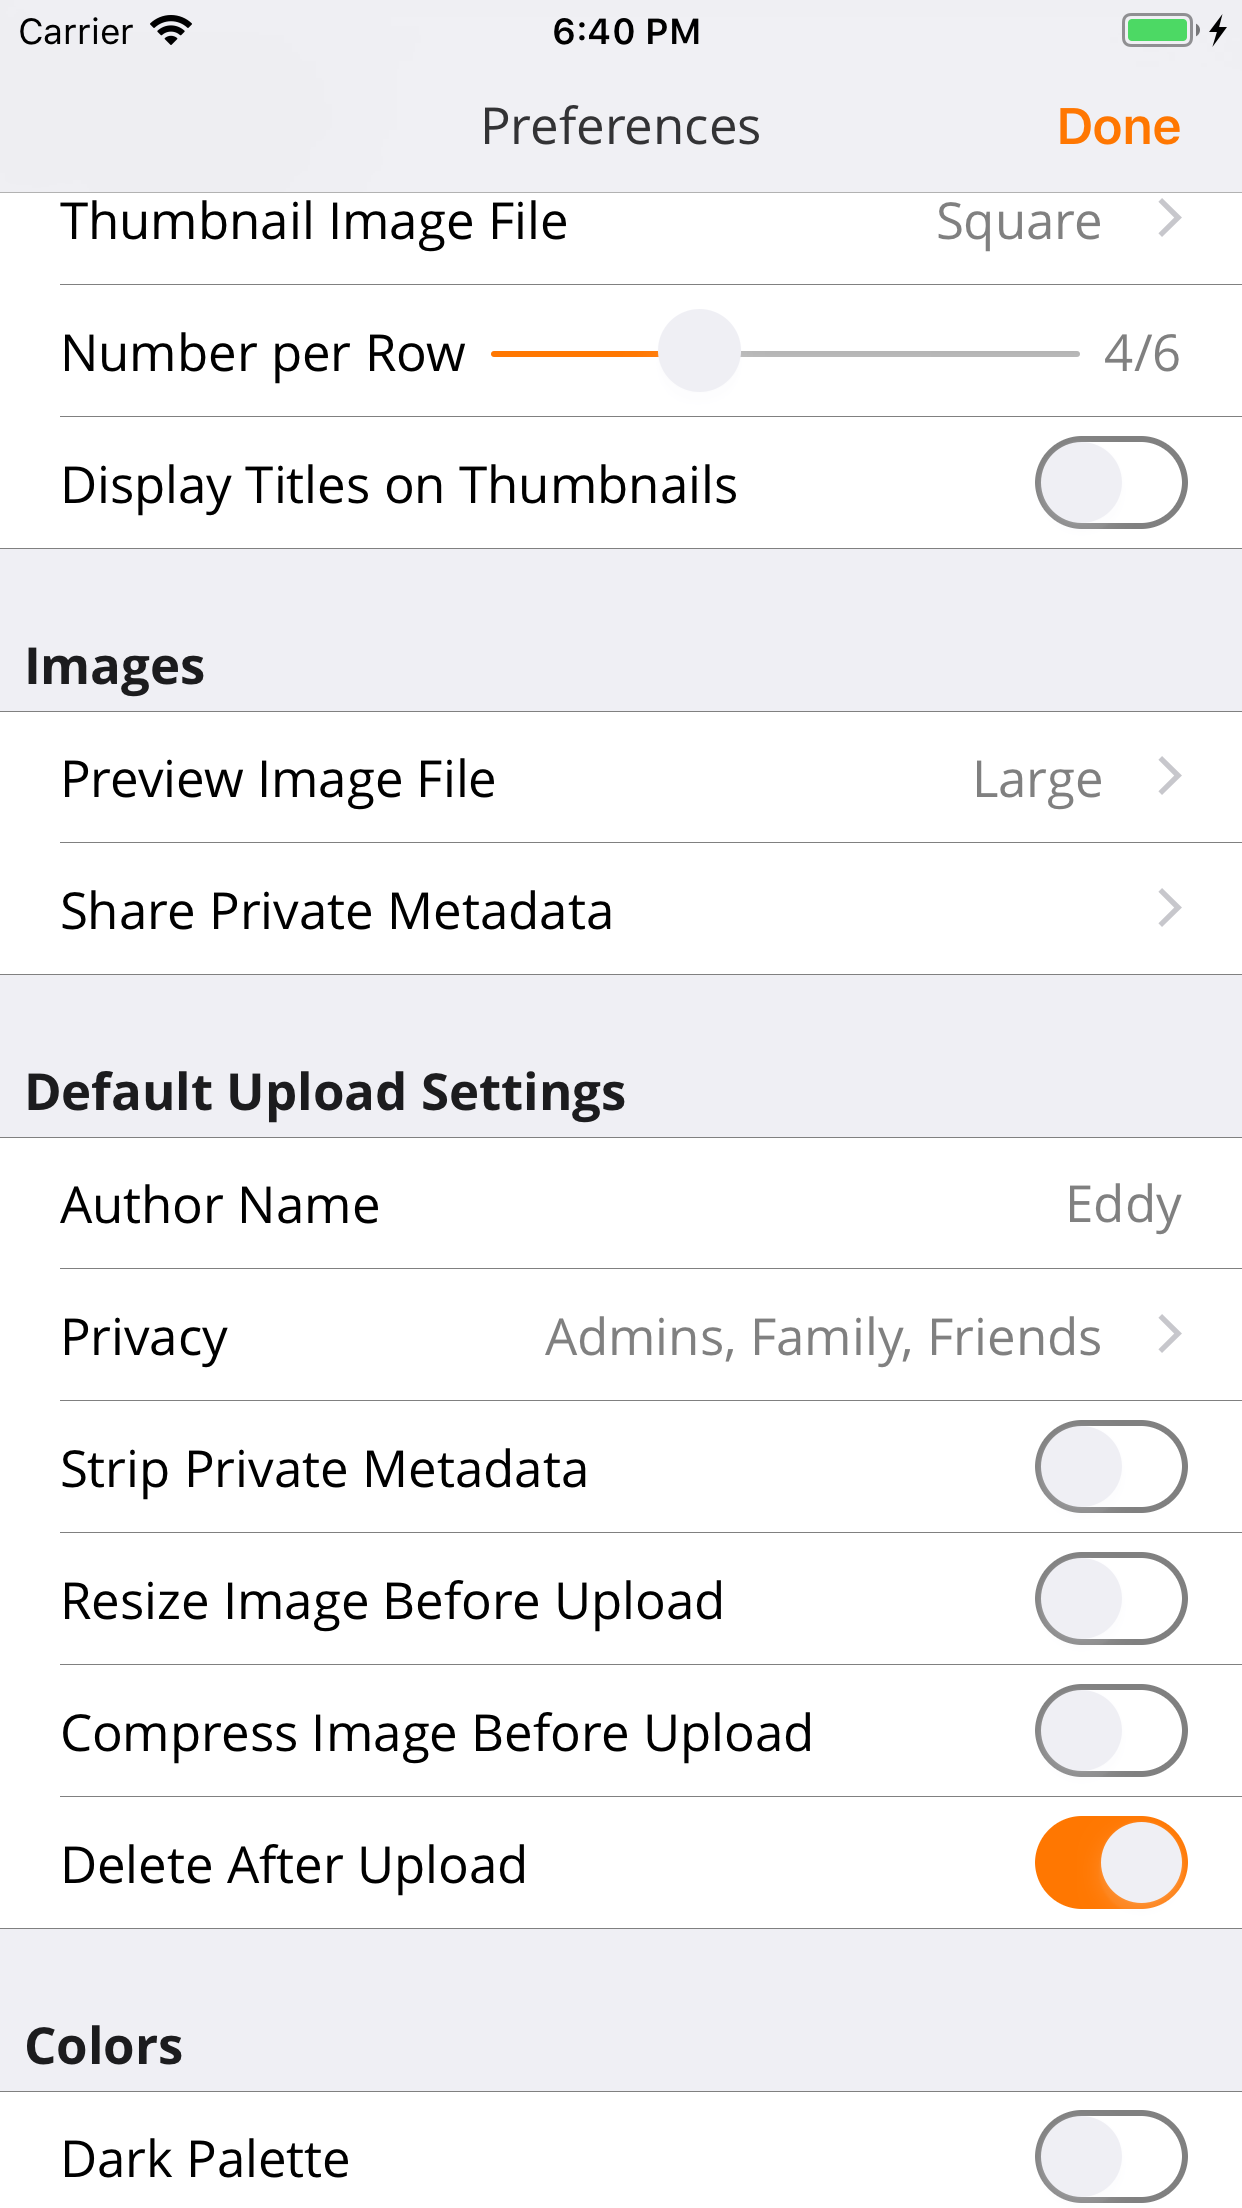 Carrier 6:40 PM
Preferences Done
Thumbnail Image File Square
Number per Row 4/6
Display Titles on Thumbnails
Images
Preview Image File Large
Share Private Metadata
Default Upload Settings
Author Name Eddy
Privacy Admins, Family, Friends
Strip Private Metadata
Resize Image Before Upload
Compress Image Before Upload
Delete After Upload
Colors
Dark Palette